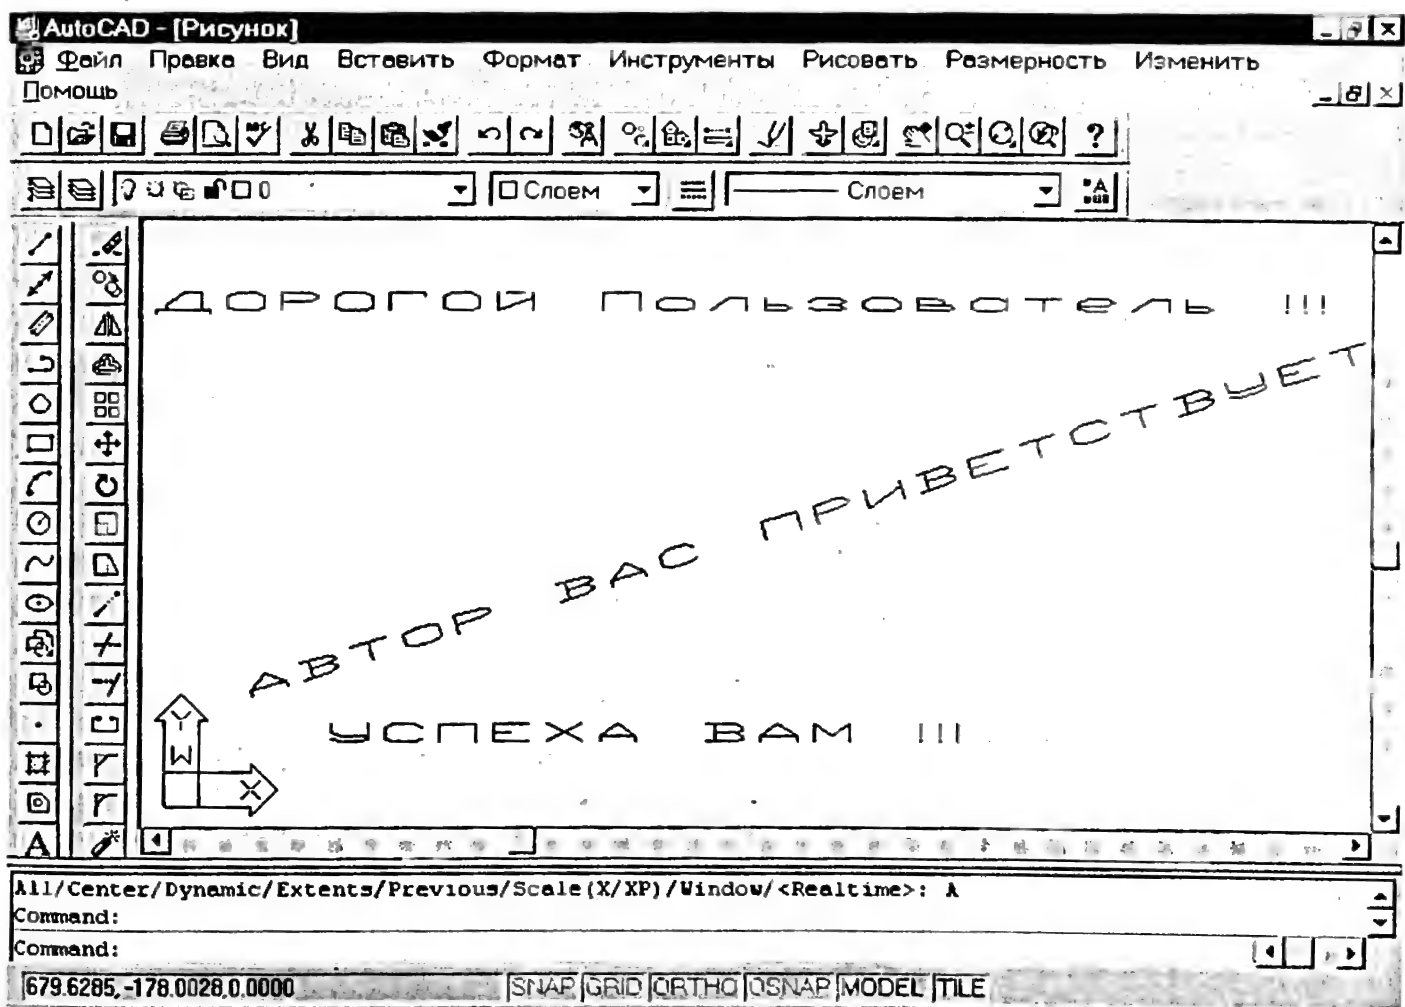 AutoCAD - [Рисунок]
Файл Правка Вид Вставить Формат Инструменты Рисовать Размерность Изменить
Помощь
0 Слоем Слоем
ДОРОГОЙ Пользователь !!!
АВТОР ВАС ПРИВЕТСТВУЕТ
УСПЕХА ВАМ !!!
Y
W
X
All/Center/Dynamic/Extents/Previous/Scale(X/XP)/Window/<Realtime>: A
Command:
Command:
679.6285,-178.0028,0.0000 SNAP GRID ORTHO OSNAP MODEL TILE